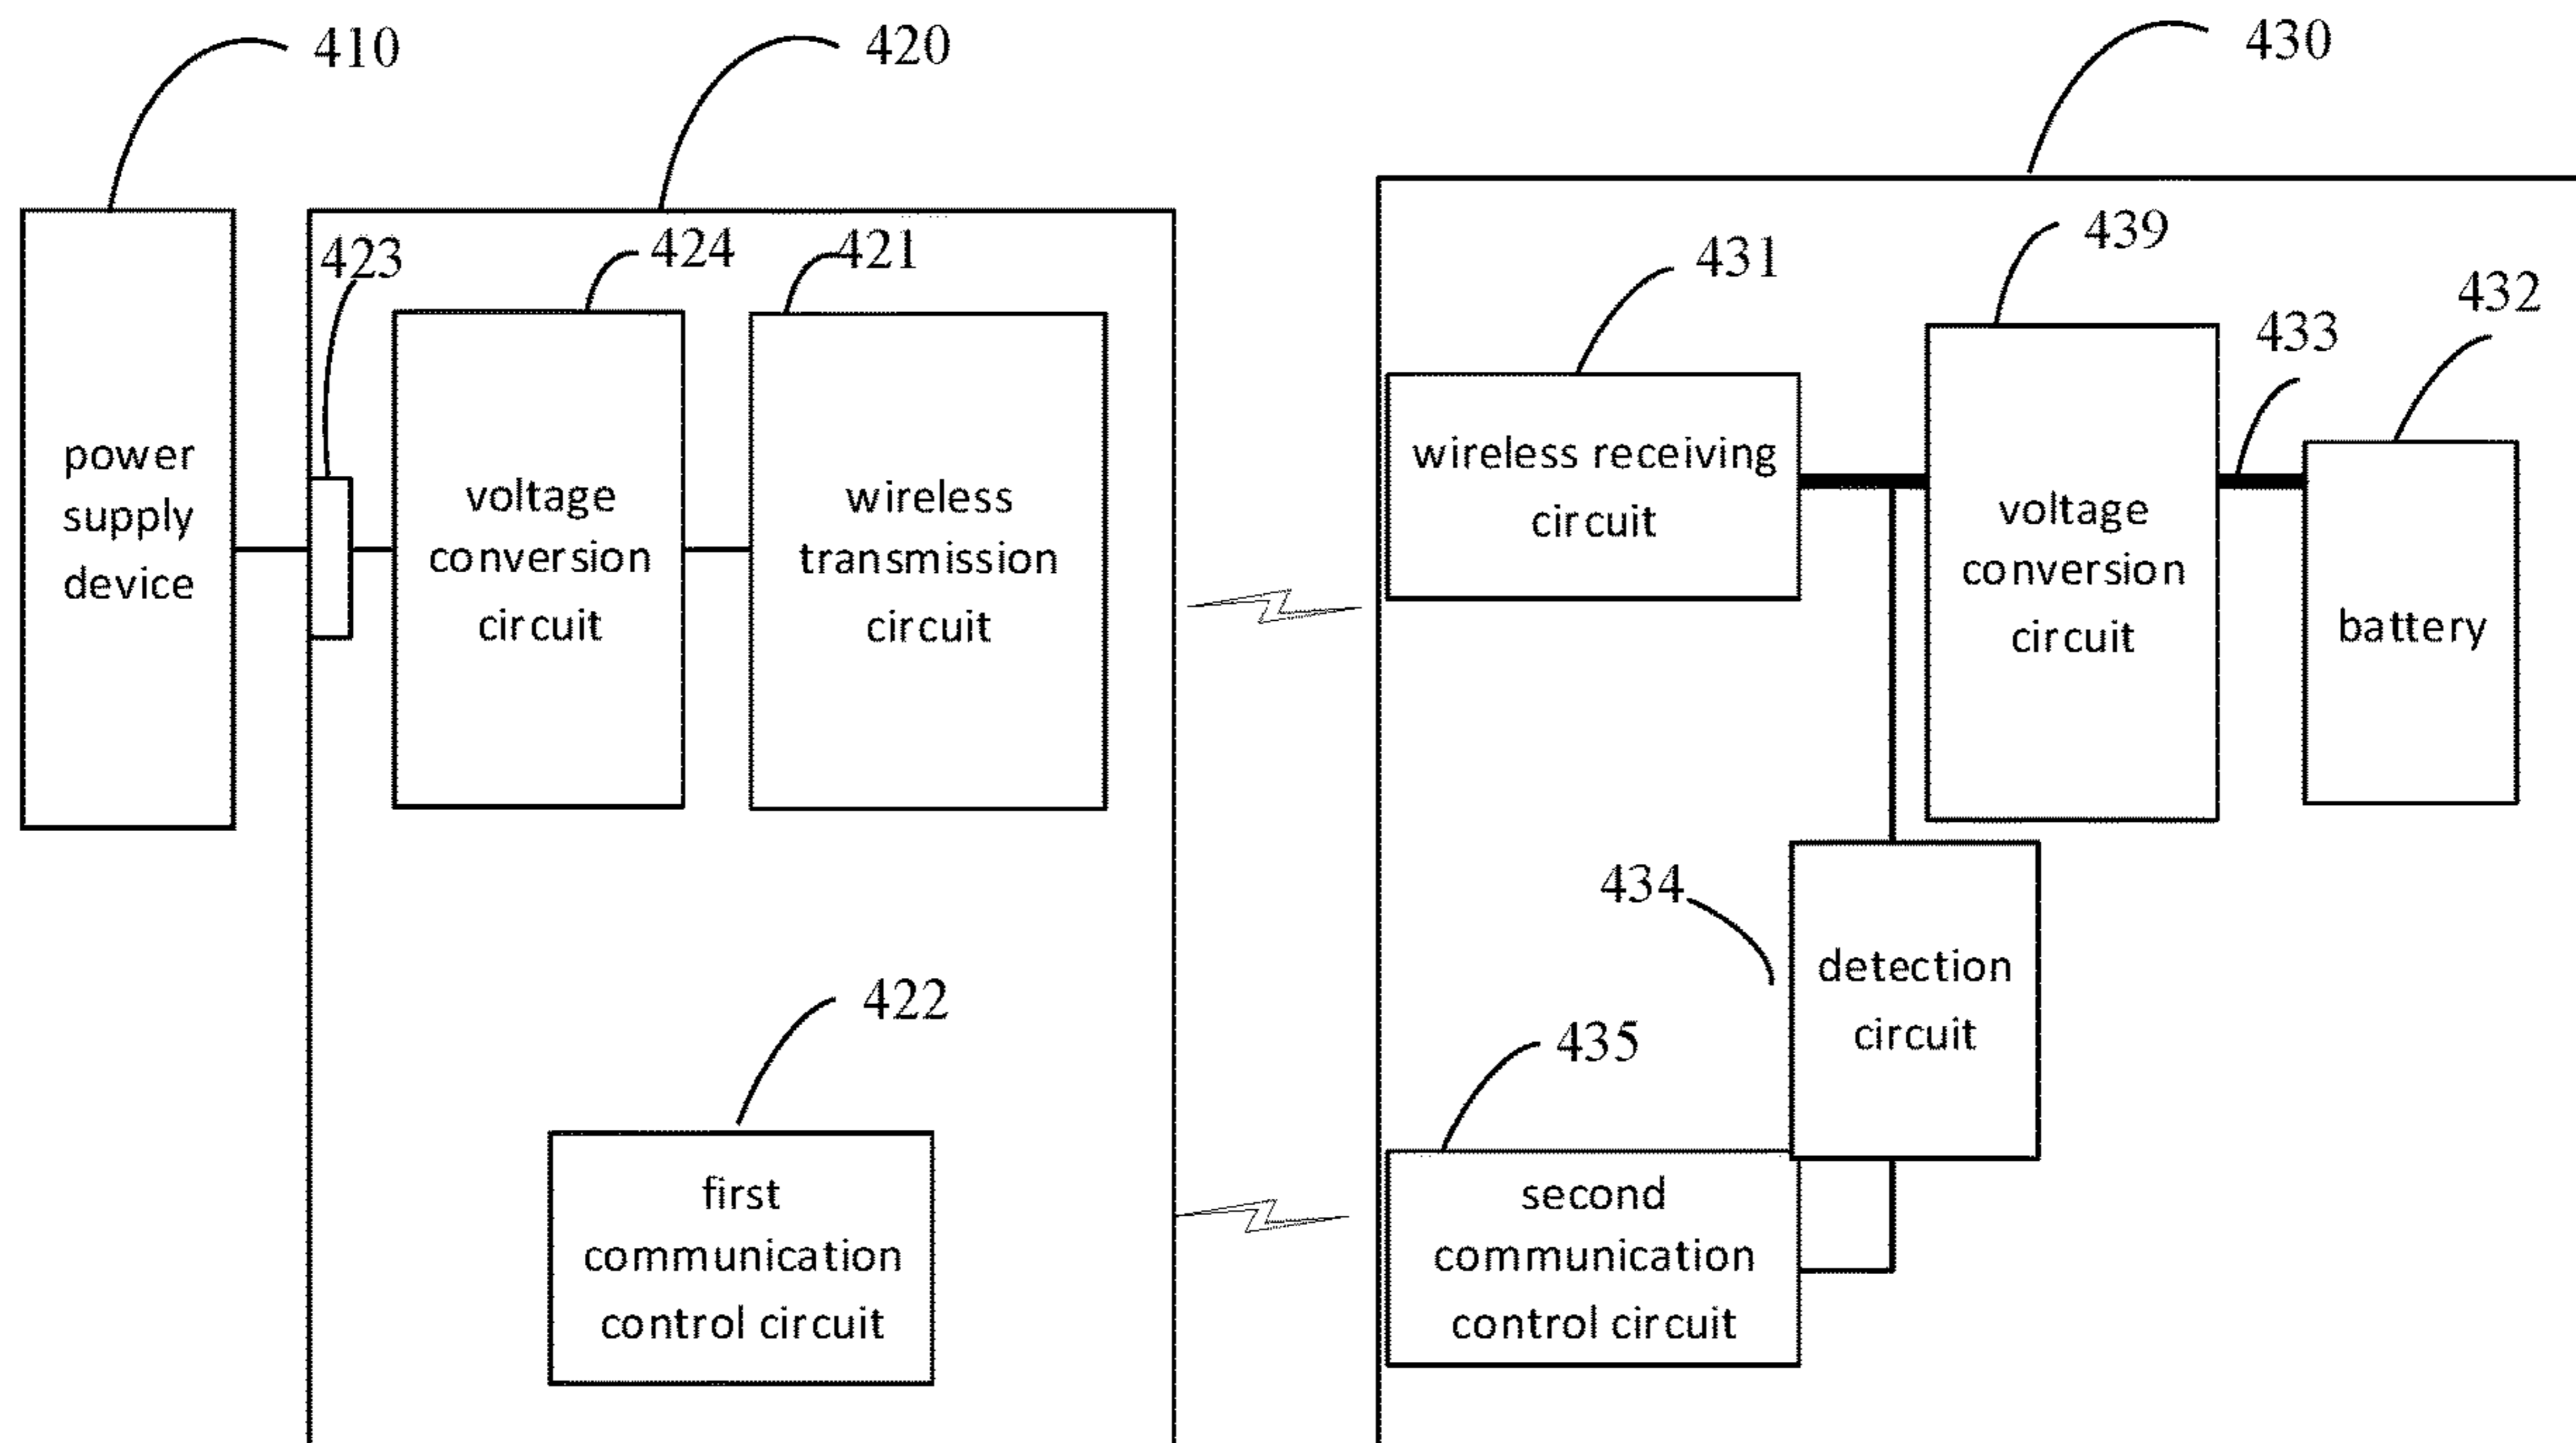 410
420
430
423
424
421
431
439
432
433
power
supply
device
voltage
conversion
circuit
wireless
transmission
circuit
wireless receiving
circuit
voltage
conversion
circuit
battery
434
detection
circuit
422
435
first
communication
control circuit
second
communication
control circuit